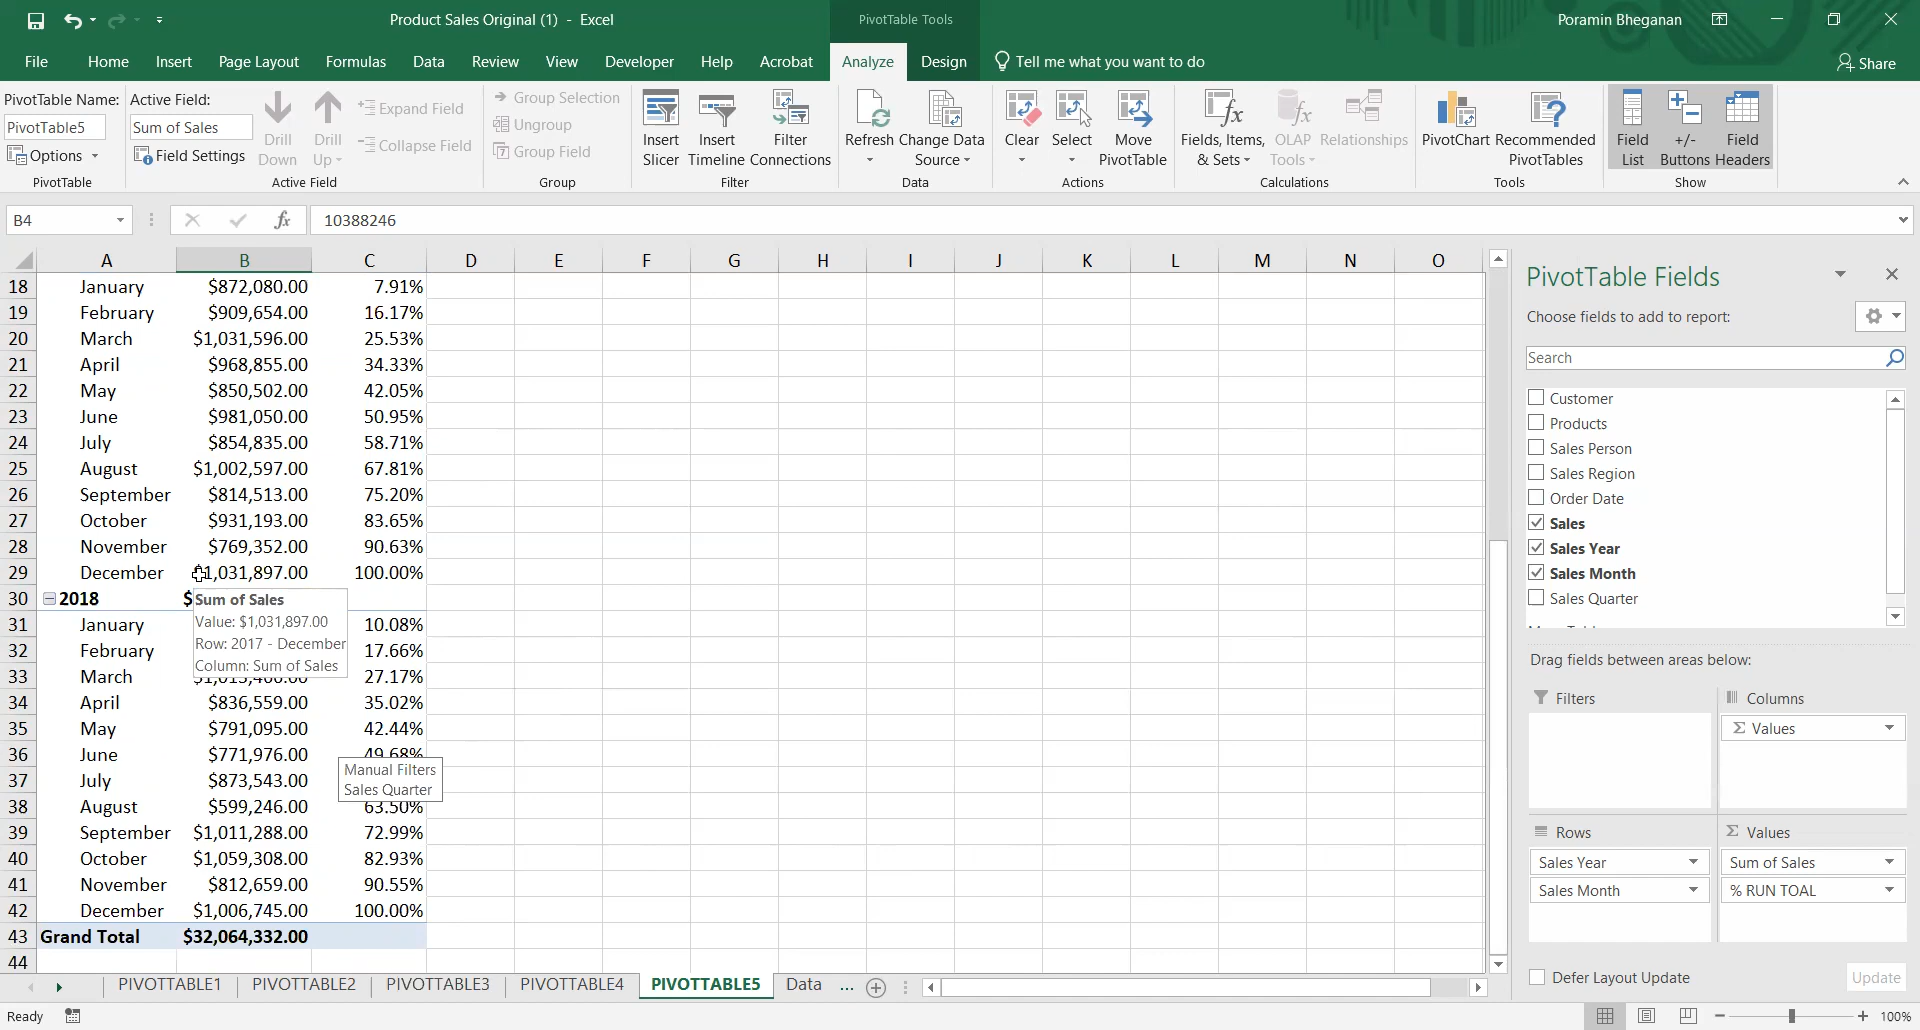 Product Sales Original (1) - Excel
PivotTable Tools
Poramin Bheganan
File Home Insert Page Layout Formulas Data Review View Developer Help Acrobat Analyze Design Tell me what you want to do Share
PivotTable Name:
PivotTable5
Options
PivotTable
Active Field:
Sum of Sales
Field Settings
Drill Down
Drill Up
Expand Field
Collapse Field
Active Field
Group Selection
Ungroup
Group Field
Group
Insert Slicer
Insert Timeline
Filter Connections
Filter
Refresh
Change Data Source
Data
Clear
Select
Move PivotTable
Actions
Fields, Items, & Sets
OLAP Tools
Relationships
Calculations
PivotChart
Recommended PivotTables
Tools
Field List
+/- Buttons
Field Headers
Show
B4 fx 10388246
A B C D E F G H I J K L M N O
18 January $872,080.00 7.91%
19 February $909,654.00 16.17%
20 March $1,031,596.00 25.53%
21 April $968,855.00 34.33%
22 May $850,502.00 42.05%
23 June $981,050.00 50.95%
24 July $854,835.00 58.71%
25 August $1,002,597.00 67.81%
26 September $814,513.00 75.20%
27 October $931,193.00 83.65%
28 November $769,352.00 90.63%
29 December $1,031,897.00 100.00%
30 2018 $
Sum of Sales
Value: $1,031,897.00
Row: 2017 - December
Column: Sum of Sales
31 January 10.08%
32 February 17.66%
33 March 27.17%
34 April $836,559.00 35.02%
35 May $791,095.00 42.44%
36 June $771,976.00 49.68%
37 July $873,543.00
Manual Filters
Sales Quarter
38 August $599,246.00 63.50%
39 September $1,011,288.00 72.99%
40 October $1,059,308.00 82.93%
41 November $812,659.00 90.55%
42 December $1,006,745.00 100.00%
43 Grand Total $32,064,332.00
44
PIVOTTABLE1 PIVOTTABLE2 PIVOTTABLE3 PIVOTTABLE4 PIVOTTABLE5 Data ...
PivotTable Fields
Choose fields to add to report:
Search
Customer
Products
Sales Person
Sales Region
Order Date
Sales
Sales Year
Sales Month
Sales Quarter
Drag fields between areas below:
Filters
Columns
Σ Values
Rows
Sales Year
Sales Month
Σ Values
Sum of Sales
% RUN TOAL
Defer Layout Update
Update
Ready
100%